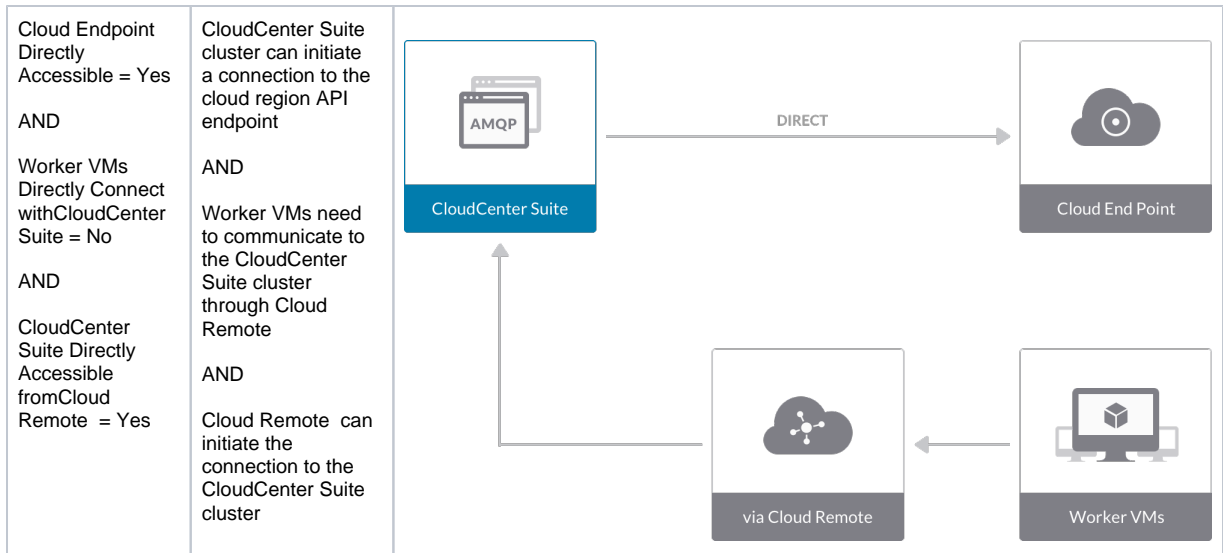 Cloud Endpoint
Directly
Accessible = Yes
AND
Worker VMs
Directly Connect
withCloudCenter
Suite = No
AND
CloudCenter
Suite Directly
Accessible
fromCloud
Remote = Yes
CloudCenter Suite
cluster can initiate
a connection to the
cloud region API
endpoint
AND
Worker VMs need
to communicate to
the CloudCenter
Suite cluster
through Cloud
Remote
AND
Cloud Remote can
initiate the
connection to the
CloudCenter Suite
cluster
AMQP
CloudCenter Suite
DIRECT
Cloud End Point
via Cloud Remote
Worker VMs